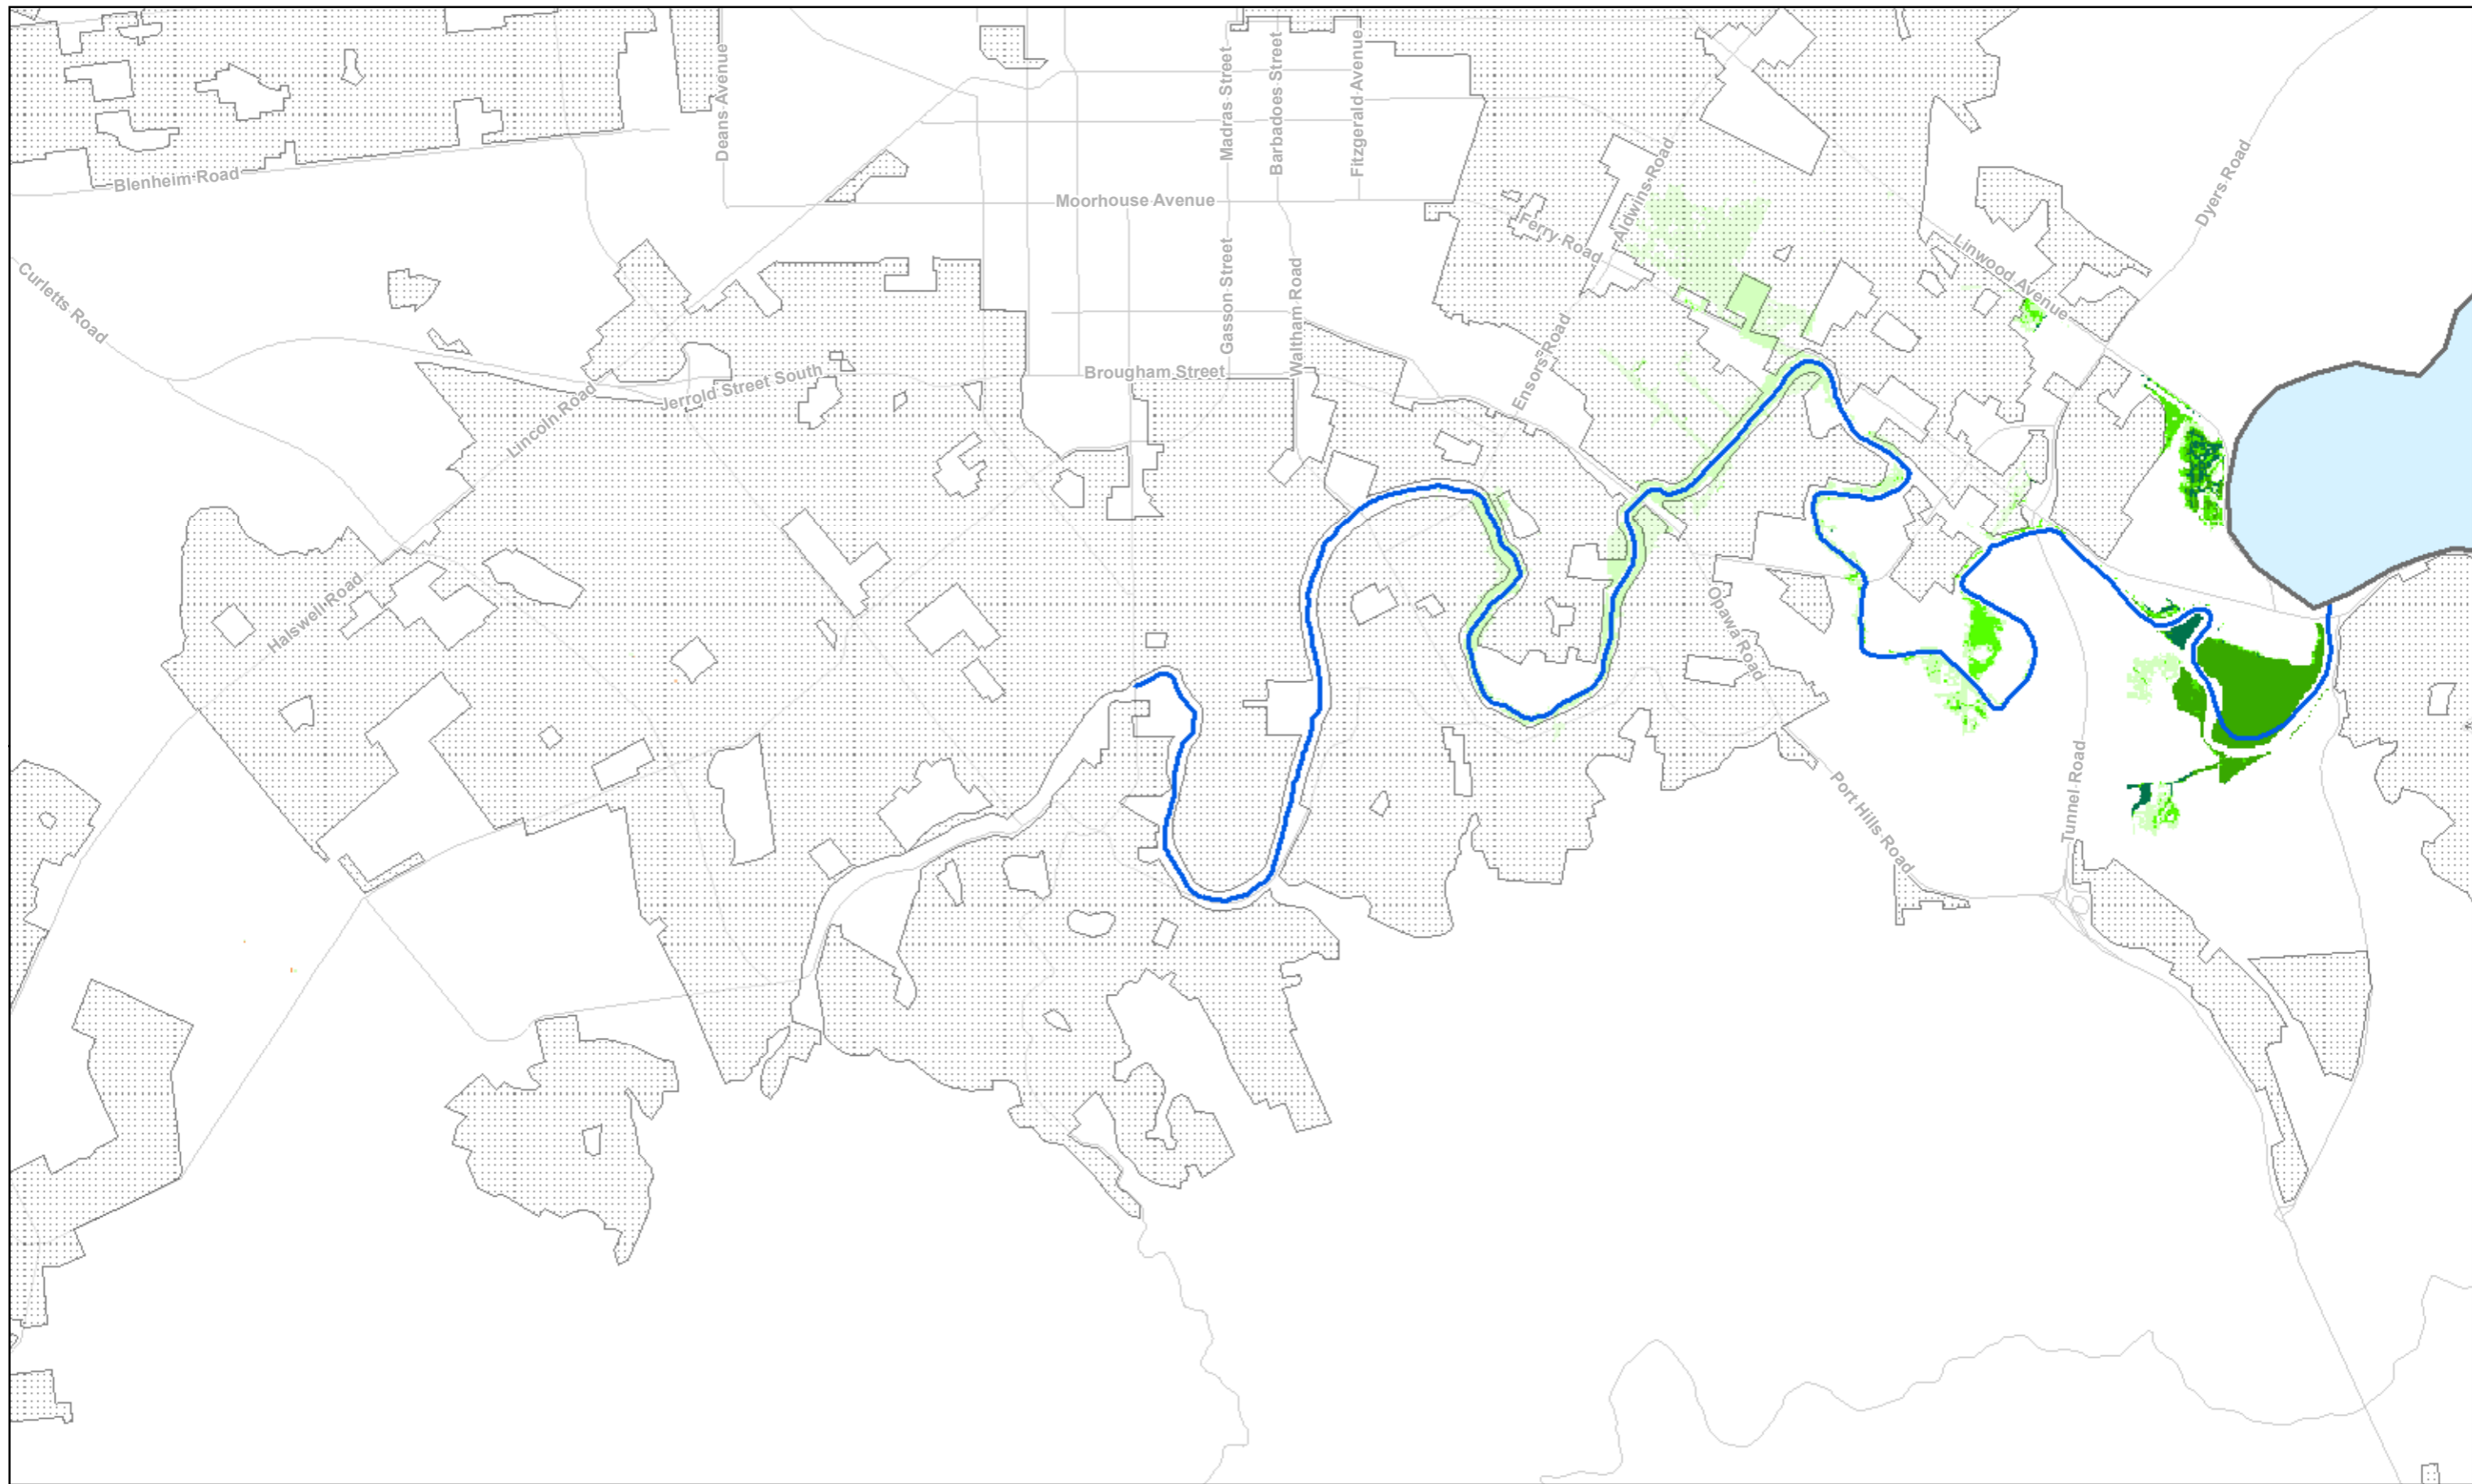 Deans Avenue
Madras Street
Barbadoes Street
Fitzgerald Avenue
Blenheim Road
Moorhouse Avenue
Aldwins Road
Ferry Road
Dyers Road
Linwood Avenue
Curletts Road
Gasson Street
Waltham Road
Ensors Road
Brougham Street
Jerrold Street South
Lincoln Road
Halswell Road
Opawa Road
Port Hills Road
Tunnel Road